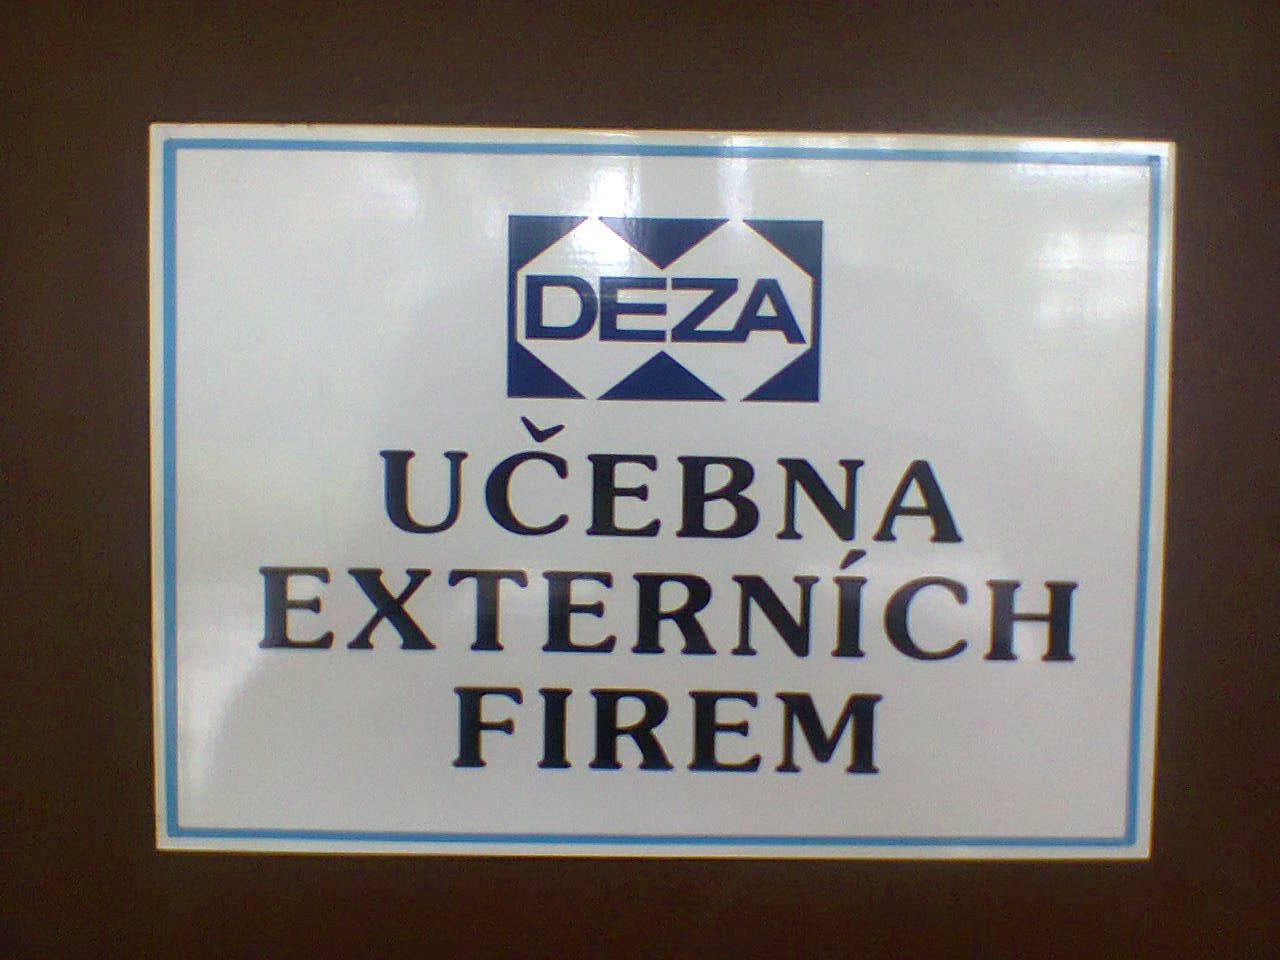 DEZA
UČEBNA
EXTERNÍCH
FIREM